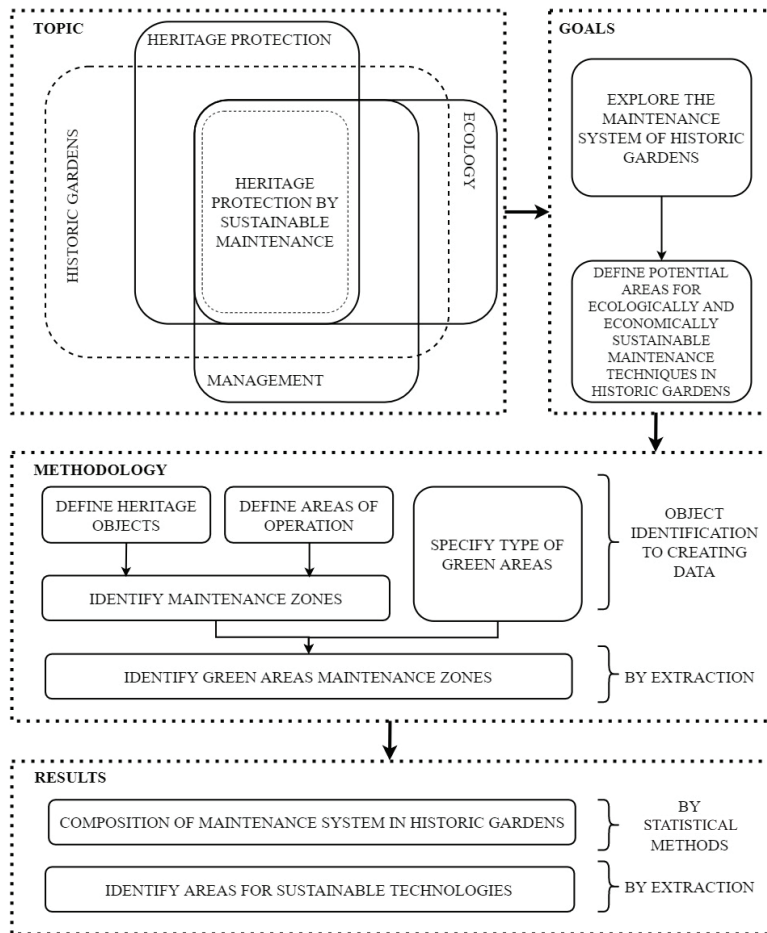 TOPIC
HERITAGE PROTECTION
HISTORIC GARDENS
ECOLOGY
HERITAGE
PROTECTION BY
SUSTAINABLE
MAINTENANCE
MANAGEMENT
GOALS
EXPLORE THE
MAINTENANCE
SYSTEM OF HISTORIC
GARDENS
DEFINE POTENTIAL
AREAS FOR
ECOLOGICALLY AND
ECONOMICALLY
SUSTAINABLE
MAINTENANCE
TECHNIQUES IN
HISTORIC GARDENS
METHODOLOGY
DEFINE HERITAGE
OBJECTS
DEFINE AREAS OF
OPERATION
SPECIFY TYPE OF
GREEN AREAS
OBJECT
IDENTIFICATION
TO CREATING
DATA
IDENTIFY MAINTENANCE ZONES
IDENTIFY GREEN AREAS MAINTENANCE ZONES
BY EXTRACTION
RESULTS
COMPOSITION OF MAINTENANCE SYSTEM IN HISTORIC GARDENS
BY
STATISTICAL
METHODS
IDENTIFY AREAS FOR SUSTAINABLE TECHNOLOGIES
BY EXTRACTION